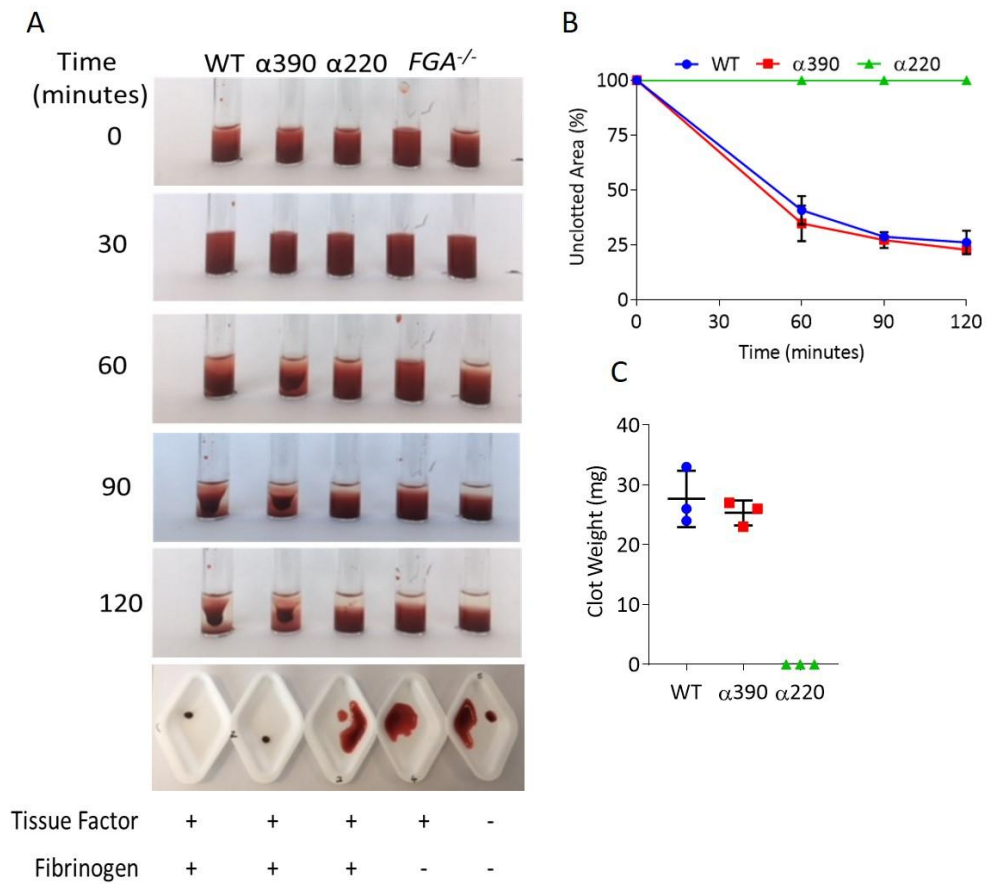 A
Time
(minutes)
WT α390 α220 FGA-/-
0
30
60
90
120
Tissue Factor + + + + -
Fibrinogen + + + - -
B
WT α390 α220
Unclotted Area (%)
100
75
50
25
0
0 30 60 90 120
Time (minutes)
C
Clot Weight (mg)
40
30
20
10
0
WT α390 α220